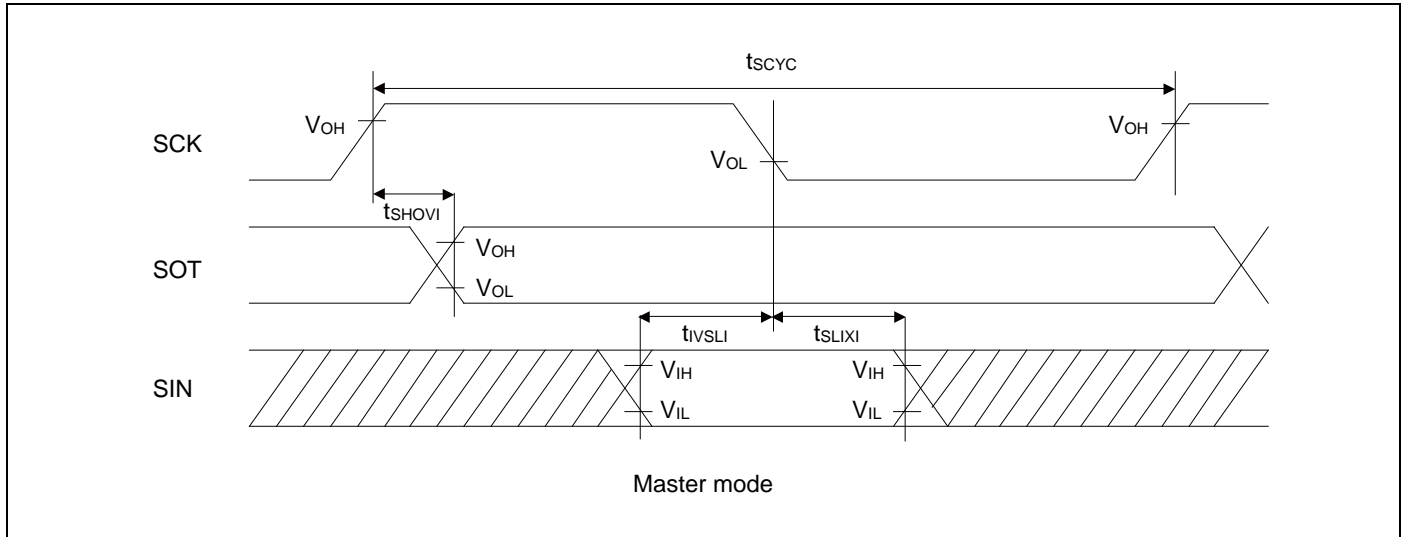 tSCYC
VOH
VOH
SCK
VOL
tSHOVI
VOH
SOT
VOL
tIVSLI
tSLIXI
VIH
VIH
SIN
VIL
VIL
Master mode